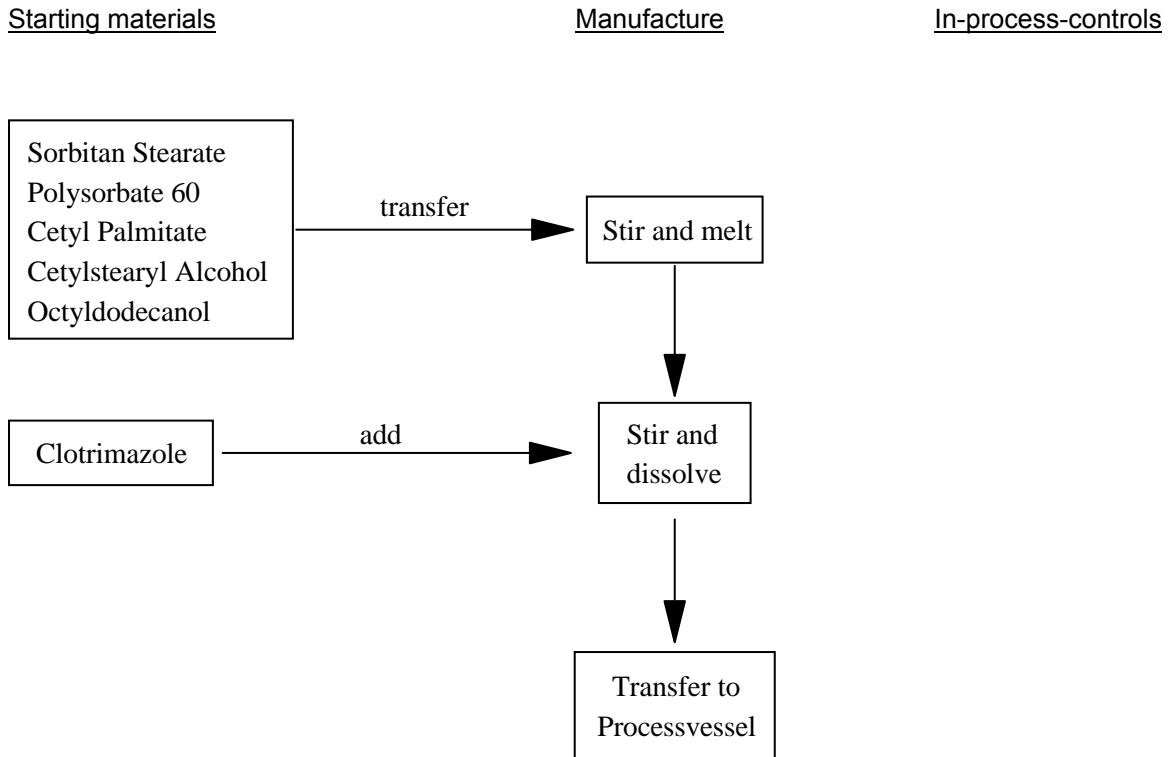 Starting materials
Manufacture
In-process-controls
Sorbitan Stearate
Polysorbate 60
Cetyl Palmitate
Cetylstearyl Alcohol
Octyldodecanol
transfer
Stir and melt
Clotrimazole
add
Stir and
dissolve
Transfer to
Processvessel